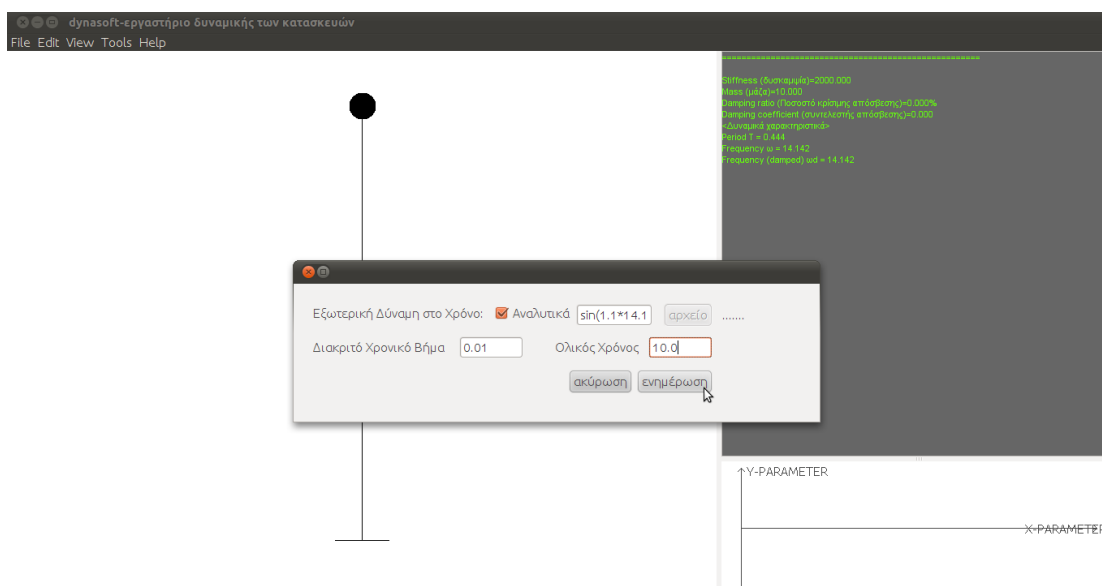 dynasoft-εργαστήριο δυναμικής των κατασκευών
File Edit View Tools Help
=====================================================
Stiffness (δυσκαμψία)=2000.000
Mass (μάζα)=10.000
Damping ratio (Ποσοστό κρίσιμης απόσβεσης)=0.000%
Damping coefficient (συντελεστής απόσβεσης)=0.000
<Δυναμικά χαρακτηριστικά>
Period T = 0.444
Frequency ω = 14.142
Frequency (damped) ωd = 14.142
Εξωτερική Δύναμη στο Χρόνο: Αναλυτικά sin(1.1*14.1 αρχείο .......
Διακριτό Χρονικό Βήμα 0.01 Ολικός Χρόνος 10.0
ακύρωση ενημέρωση
Y-PARAMETER
X-PARAMETER